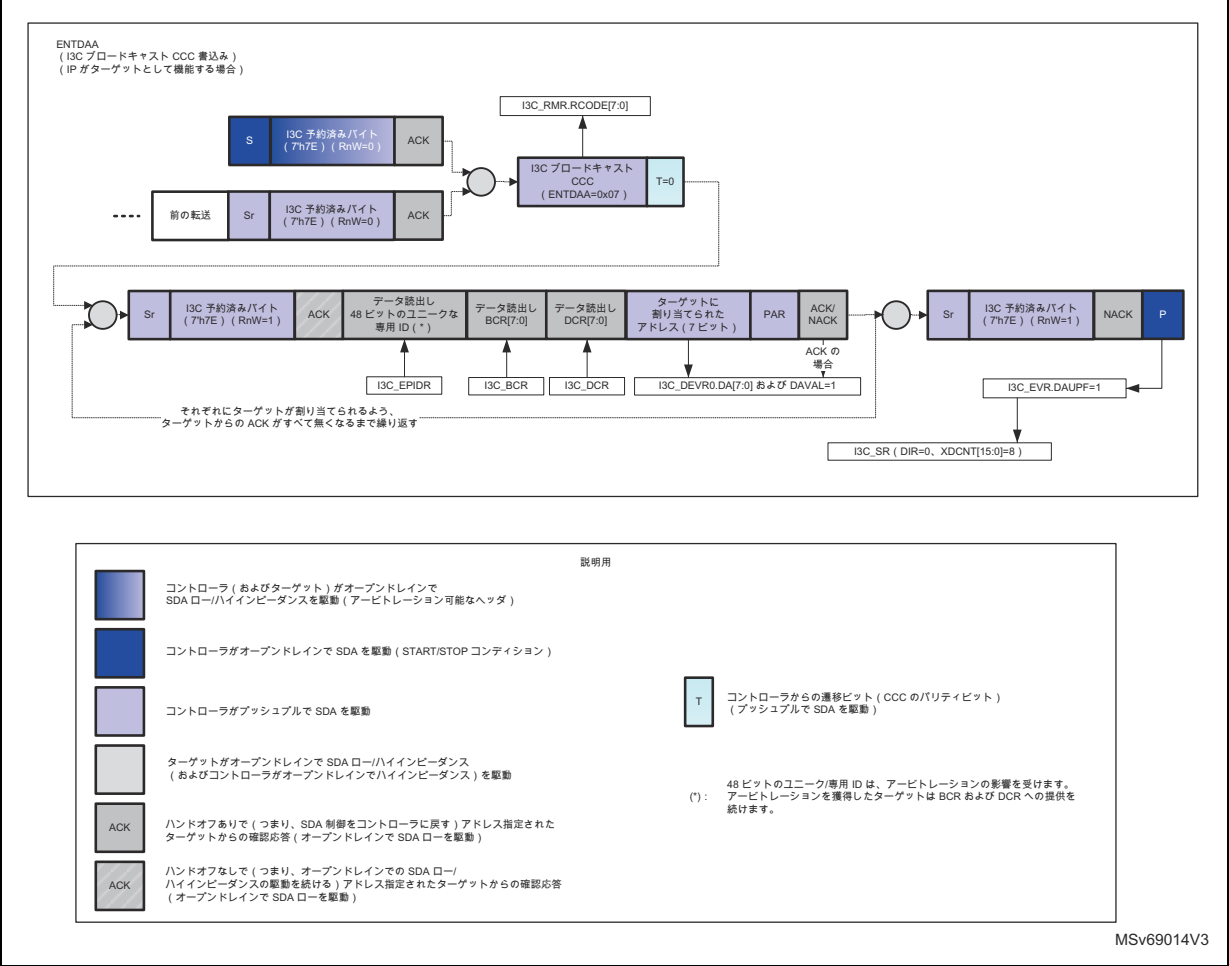 ENTDAA
( I3C ブロードキャスト CCC 書込み )
( IP がターゲットとして機能する場合 )
I3C_RMR.RCODE[7:0]
S
I3C 予約済みバイト
( 7'h7E ) ( RnW=0 )
ACK
I3C ブロードキャスト
CCC
( ENTDAA=0x07 )
T=0
前の転送
Sr
I3C 予約済みバイト
( 7'h7E ) ( RnW=0 )
ACK
Sr
I3C 予約済みバイト
( 7'h7E ) ( RnW=1 )
ACK
データ読出し
48 ビットのユニークな
専用 ID ( * )
データ読出し
BCR[7:0]
データ読出し
DCR[7:0]
ターゲットに
割り当てられた
アドレス ( 7 ビット )
PAR
ACK/
NACK
Sr
I3C 予約済みバイト
( 7'h7E ) ( RnW=1 )
NACK
P
ACK の
場合
I3C_EPIDR
I3C_BCR
I3C_DCR
I3C_DEVR0.DA[7:0] および DAVAL=1
I3C_EVR.DAUPF=1
それぞれにターゲットが割り当てられるよう、
ターゲットからの ACK がすべて無くなるまで繰り返す
I3C_SR ( DIR=0、XDCNT[15:0]=8 )
説明用
コントローラ ( およびターゲット ) がオープンドレインで
SDA ロー/ハイインピーダンスを駆動 ( アービトレーション可能なヘッダ )
コントローラがオープンドレインで SDA を駆動 ( START/STOP コンディション )
コントローラがプッシュプルで SDA を駆動
T
コントローラからの遷移ビット ( CCC のパリティビット )
( プッシュプルで SDA を駆動 )
ターゲットがオープンドレインで SDA ロー/ハイインピーダンス
( およびコントローラがオープンドレインでハイインピーダンス ) を駆動
(*) :
48 ビットのユニーク/専用 ID は、アービトレーションの影響を受けます。
アービトレーションを獲得したターゲットは BCR および DCR への提供を
続けます。
ACK
ハンドオフありで ( つまり、SDA 制御をコントローラに戻す ) アドレス指定された
ターゲットからの確認応答 ( オープンドレインで SDA ローを駆動 )
ACK
ハンドオフなしで ( つまり、オープンドレインでの SDA ロー/
ハイインピーダンスの駆動を続ける ) アドレス指定されたターゲットからの確認応答
( オープンドレインで SDA ローを駆動 )
MSv69014V3